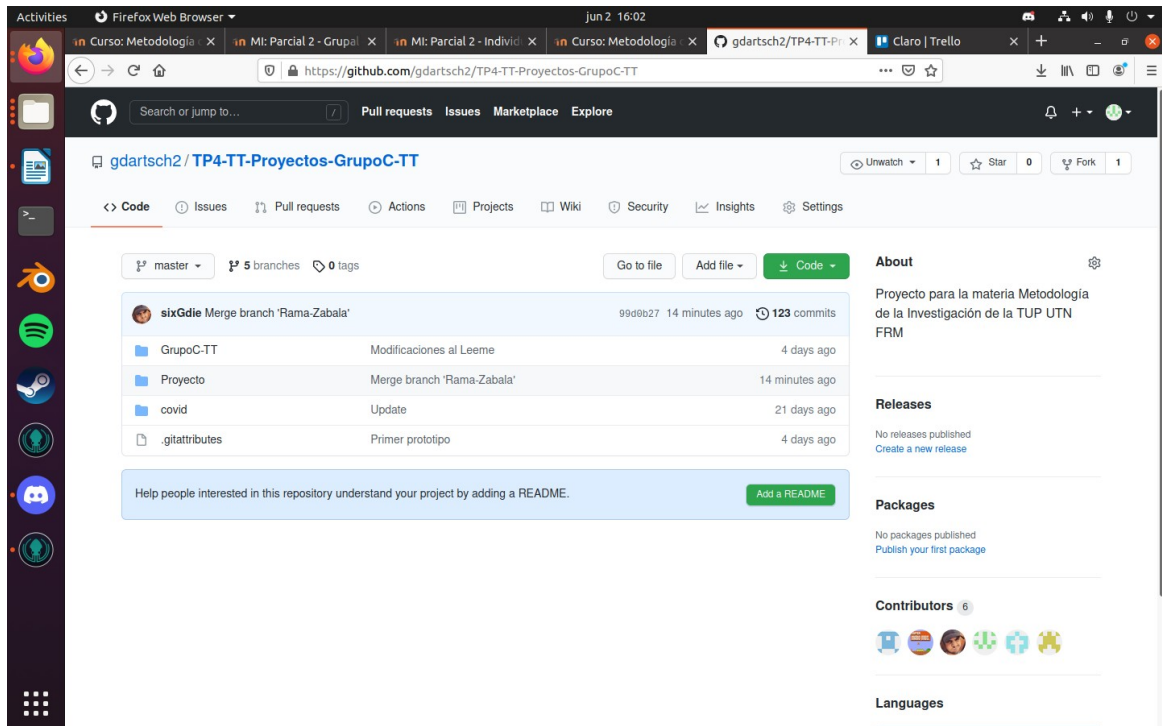 Activities Firefox Web Browser jun 2 16:02
Curso: Metodología MI: Parcial 2 - Grupal MI: Parcial 2 - Individ Curso: Metodología gdartsch2/TP4-TT-Pr Claro | Trello
https://github.com/gdartsch2/TP4-TT-Proyectos-GrupoC-TT
Search or jump to... / Pull requests Issues Marketplace Explore
gdartsch2 / TP4-TT-Proyectos-GrupoC-TT Unwatch 1 Star 0 Fork 1
Code Issues Pull requests Actions Projects Wiki Security Insights Settings
master 5 branches 0 tags Go to file Add file Code
sixGdie Merge branch 'Rama-Zabala' 99d0b27 14 minutes ago 123 commits
GrupoC-TT Modificaciones al Leeme 4 days ago
Proyecto Merge branch 'Rama-Zabala' 14 minutes ago
covid Update 21 days ago
.gitattributes Primer prototipo 4 days ago
Help people interested in this repository understand your project by adding a README. Add a README
About
Proyecto para la materia Metodología
de la Investigación de la TUP UTN
FRM
Releases
No releases published
Create a new release
Packages
No packages published
Publish your first package
Contributors 6
Languages